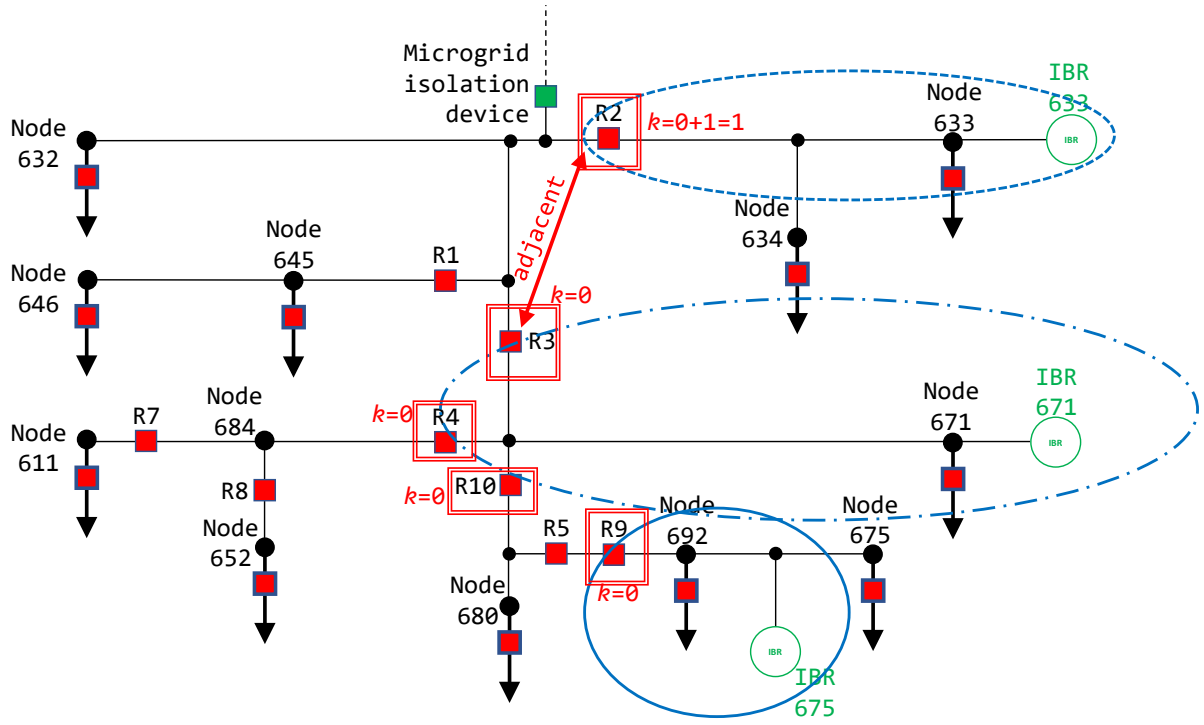 Microgrid
isolation
device
IBR
633
R2
k=0+1=1
Node
633
IBR
Node
632
adjacent
Node
634
Node
645
R1
Node
646
k=0
R3
IBR
671
Node
671
IBR
k=0
R4
Node
684
R7
Node
611
R8
k=0
R10
Node
652
R5
R9
k=0
Node
692
Node
675
Node
680
IBR
IBR
675